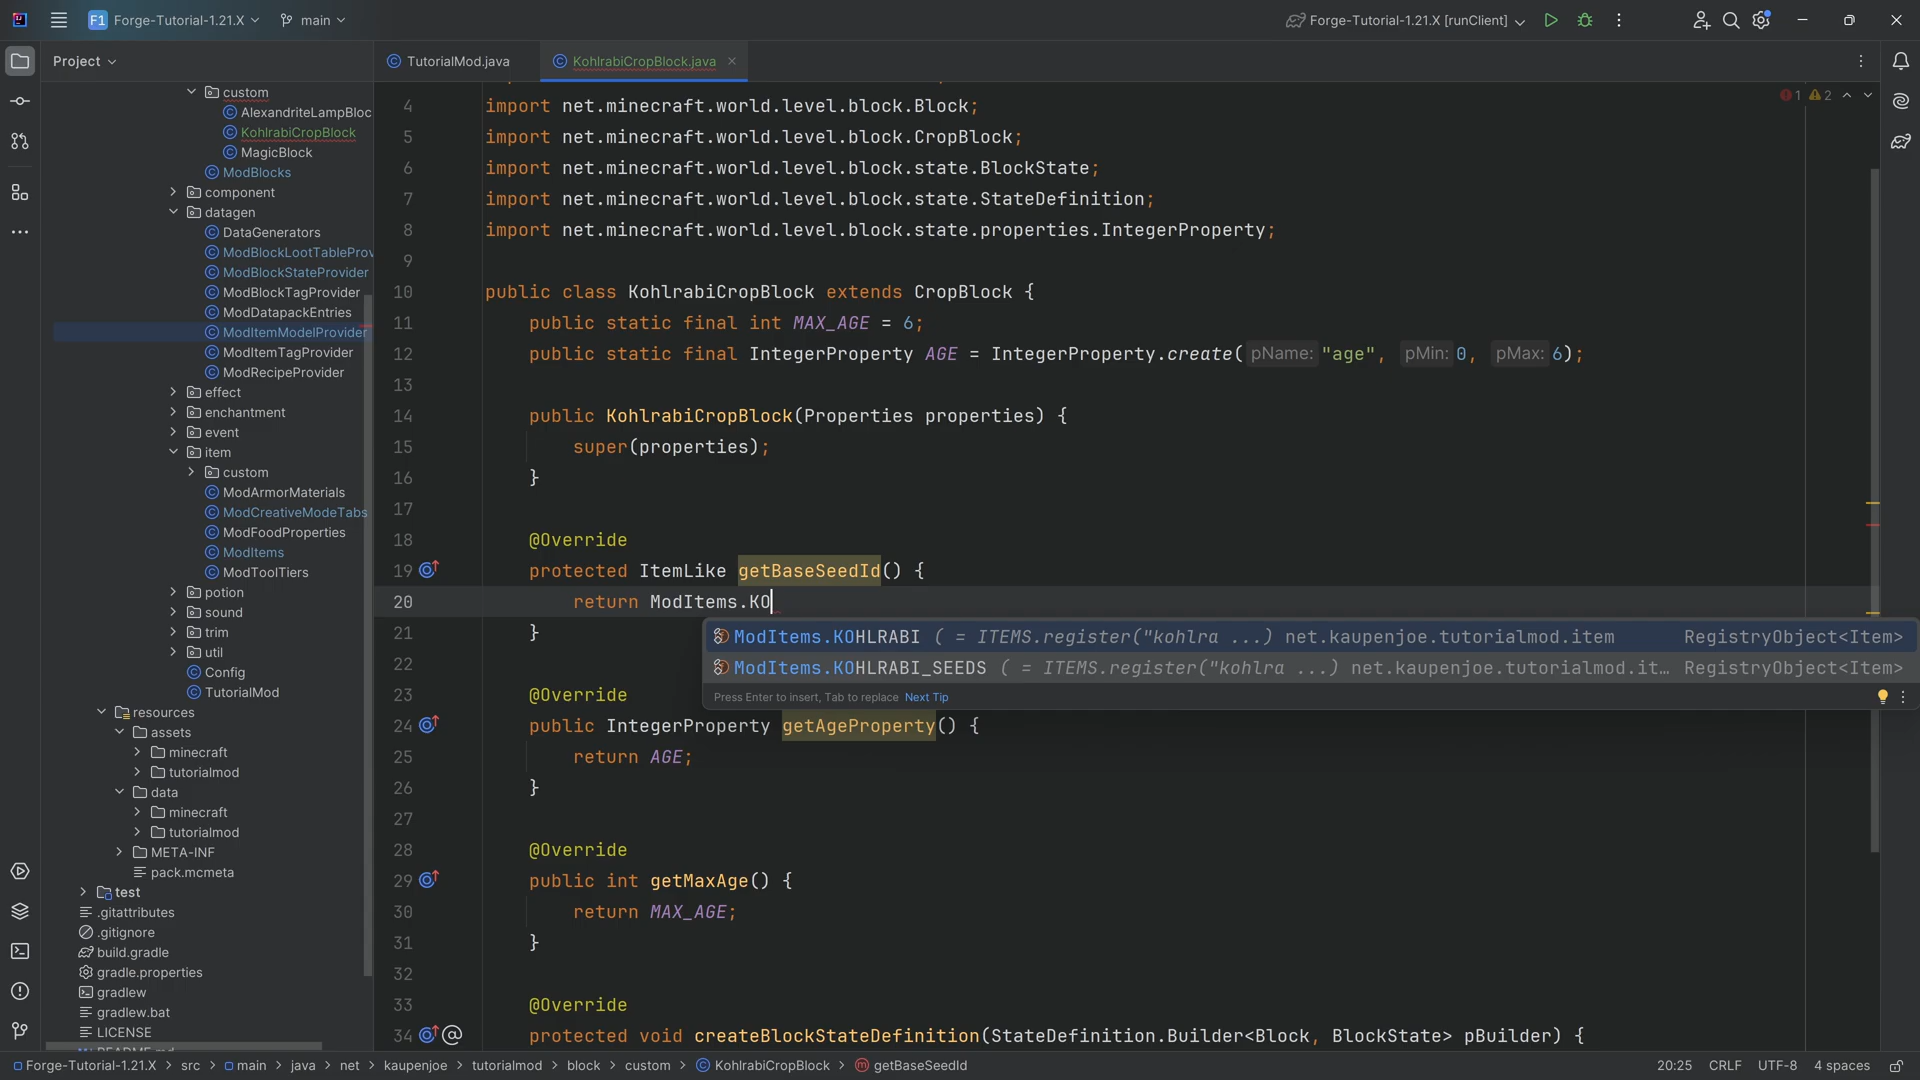 F1 Forge-Tutorial-1.21.X main
Forge-Tutorial-1.21.X [runClient]
Project
TutorialMod.java
KohlrabiCropBlock.java
custom
AlexandriteLampBloc
KohlrabiCropBlock
MagicBlock
ModBlocks
component
datagen
DataGenerators
ModBlockLootTableProv
ModBlockStateProvider
ModBlockTagProvider
ModDatapackEntries
ModItemModelProvider
ModItemTagProvider
ModRecipeProvider
effect
enchantment
event
item
custom
ModArmorMaterials
ModCreativeModeTabs
ModFoodProperties
ModItems
ModToolTiers
potion
sound
trim
util
Config
TutorialMod
resources
assets
minecraft
tutorialmod
data
minecraft
tutorialmod
META-INF
pack.mcmeta
test
.gitattributes
.gitignore
build.gradle
gradle.properties
gradlew
gradlew.bat
LICENSE
1 2
4 import net.minecraft.world.level.block.Block;
5 import net.minecraft.world.level.block.CropBlock;
6 import net.minecraft.world.level.block.state.BlockState;
7 import net.minecraft.world.level.block.state.StateDefinition;
8 import net.minecraft.world.level.block.state.properties.IntegerProperty;
9
10 public class KohlrabiCropBlock extends CropBlock {
11 public static final int MAX_AGE = 6;
12 public static final IntegerProperty AGE = IntegerProperty.create( pName: "age", pMin: 0, pMax: 6);
13
14 public KohlrabiCropBlock(Properties properties) {
15 super(properties);
16 }
17
18 @Override
19 protected ItemLike getBaseSeedId() {
20 return ModItems.KO
21 }
ModItems.KOHLRABI ( = ITEMS.register("kohlra ...) net.kaupenjoe.tutorialmod.item RegistryObject<Item>
22
ModItems.KOHLRABI_SEEDS ( = ITEMS.register("kohlra ...) net.kaupenjoe.tutorialmod.it… RegistryObject<Item>
Press Enter to insert, Tab to replace Next Tip
23 @Override
24 public IntegerProperty getAgeProperty() {
25 return AGE;
26 }
27
28 @Override
29 public int getMaxAge() {
30 return MAX_AGE;
31 }
32
33 @Override
34 @ protected void createBlockStateDefinition(StateDefinition.Builder<Block, BlockState> pBuilder) {
Forge-Tutorial-1.21.X > src > main > java > net > kaupenjoe > tutorialmod > block > custom > KohlrabiCropBlock > getBaseSeedId
20:25 CRLF UTF-8 4 spaces